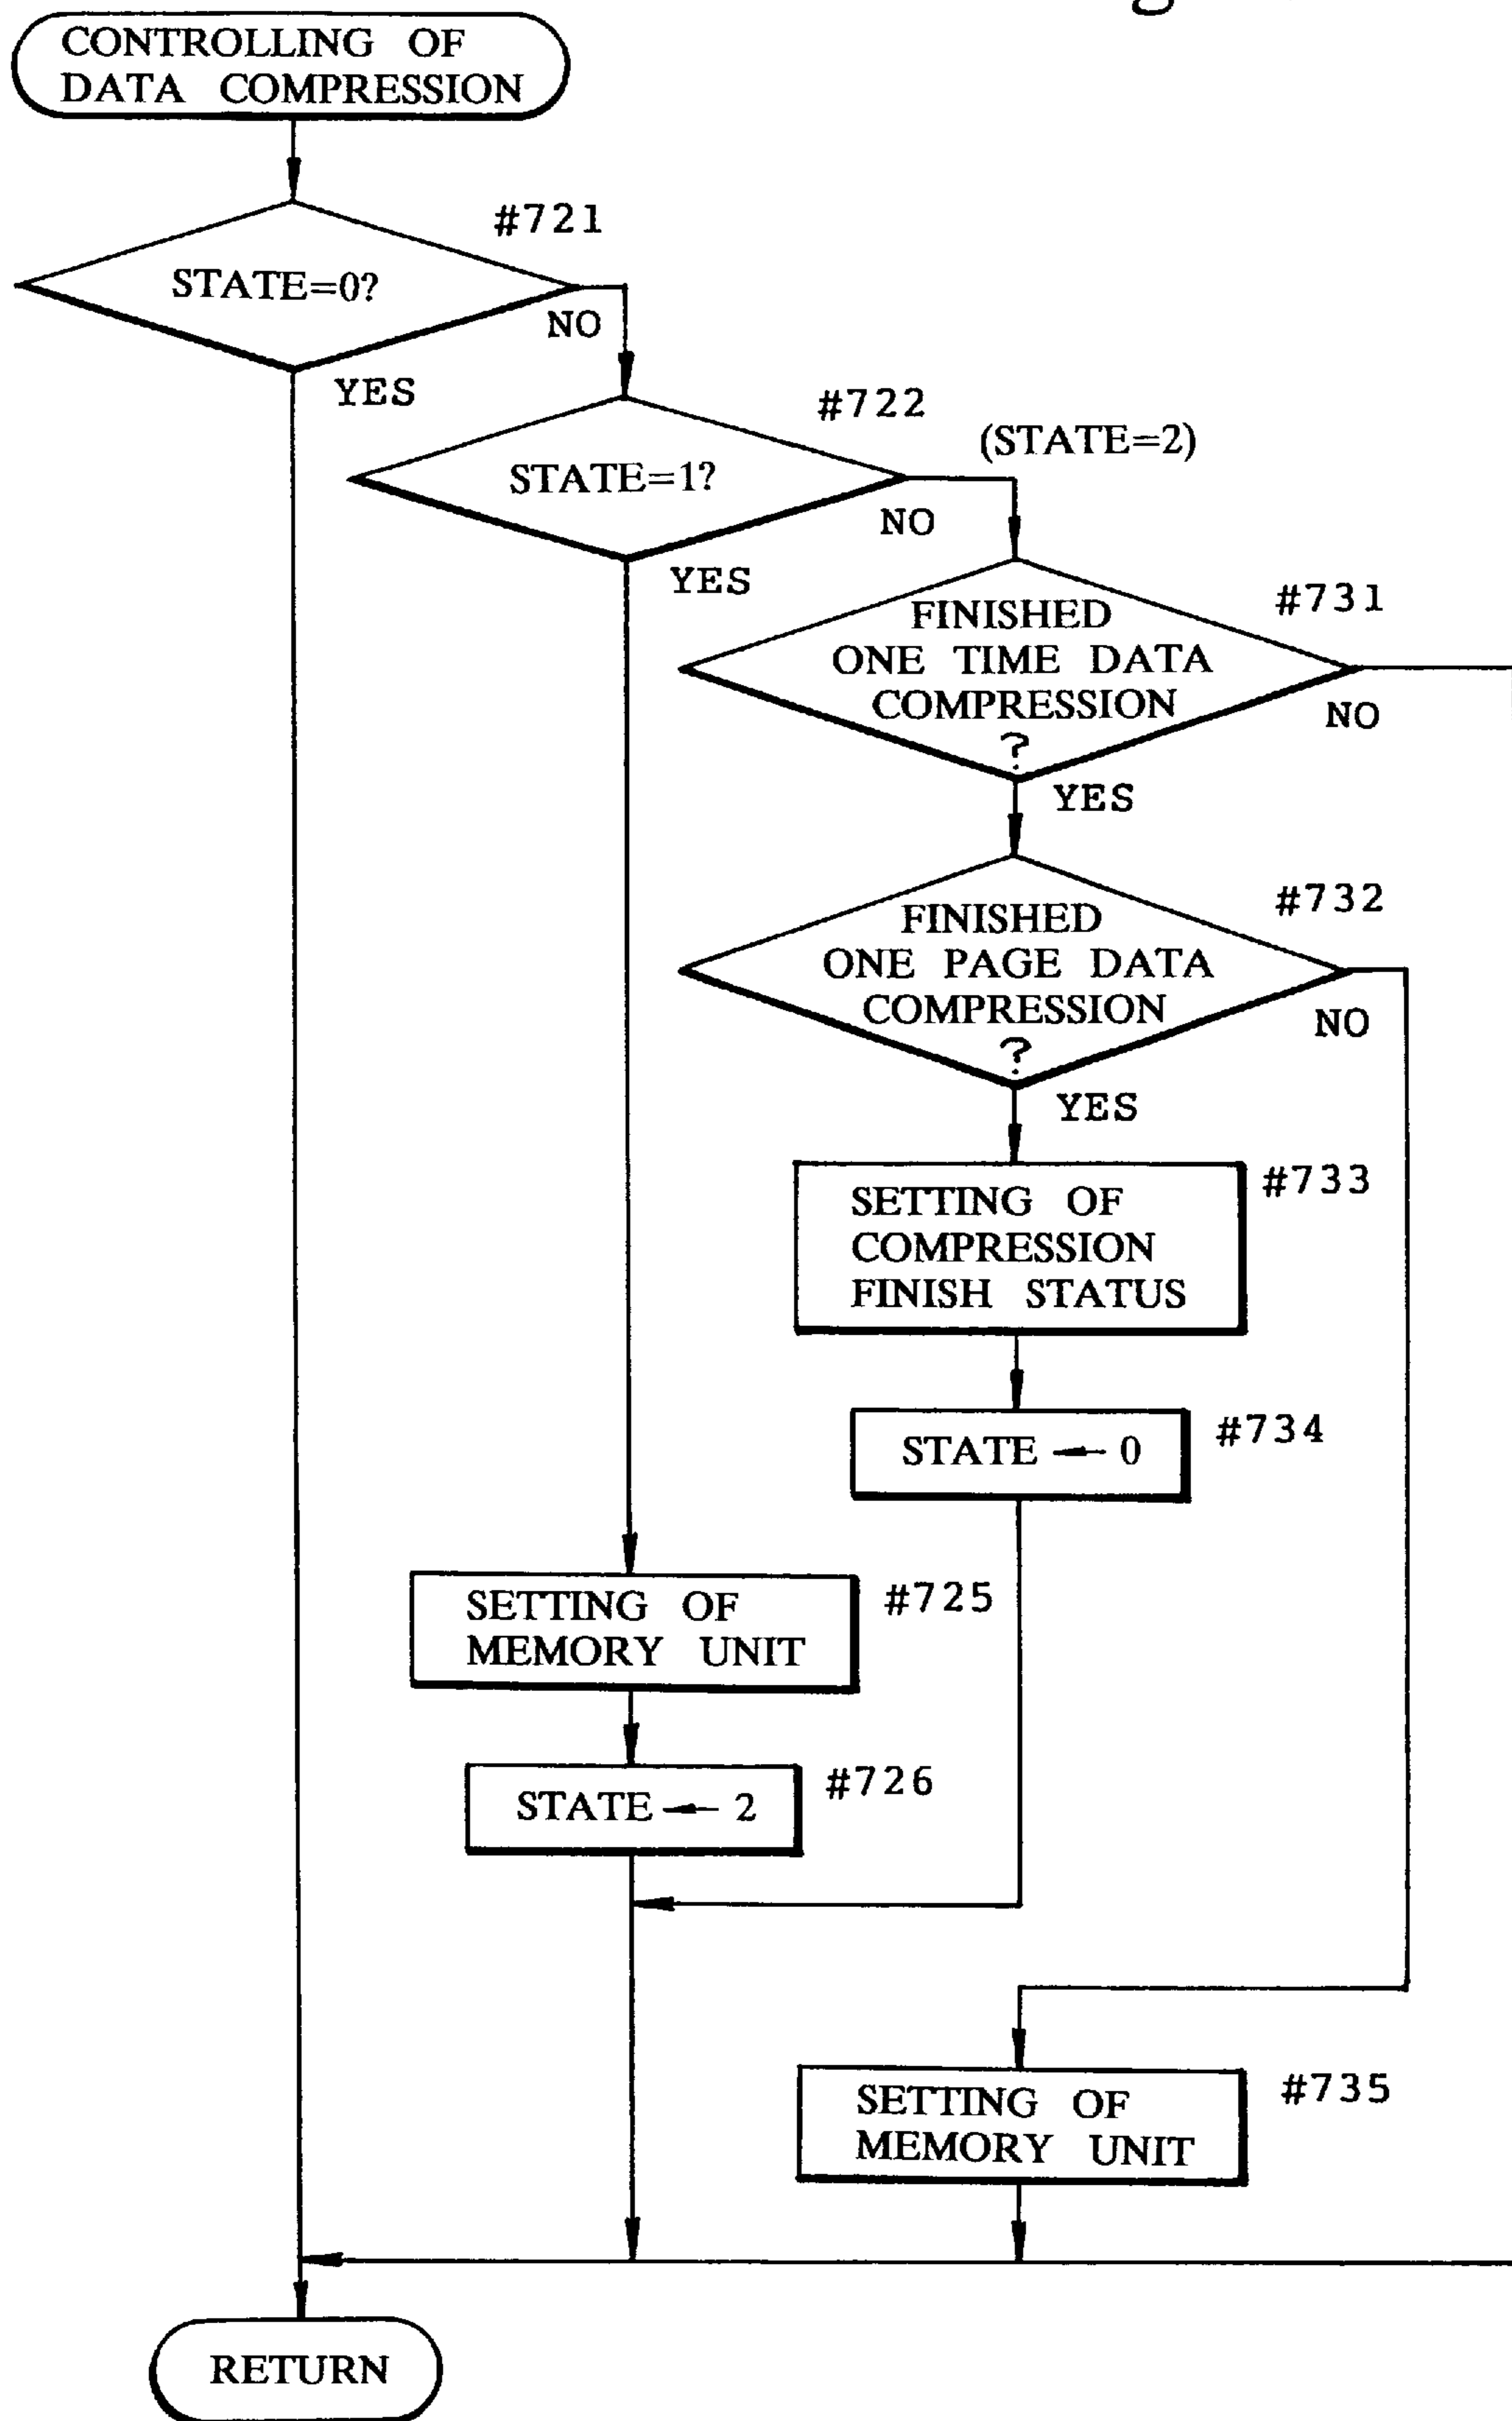 CONTROLLING OF
DATA COMPRESSION
#721
STATE=0?
NO
YES
#722
(STATE=2)
STATE=1?
NO
YES
#731
FINISHED
ONE TIME DATA
COMPRESSION
?
NO
YES
#732
FINISHED
ONE PAGE DATA
COMPRESSION
?
NO
YES
#733
SETTING OF
COMPRESSION
FINISH STATUS
#734
STATE ← 0
#725
SETTING OF
MEMORY UNIT
#726
STATE ← 2
#735
SETTING OF
MEMORY UNIT
RETURN